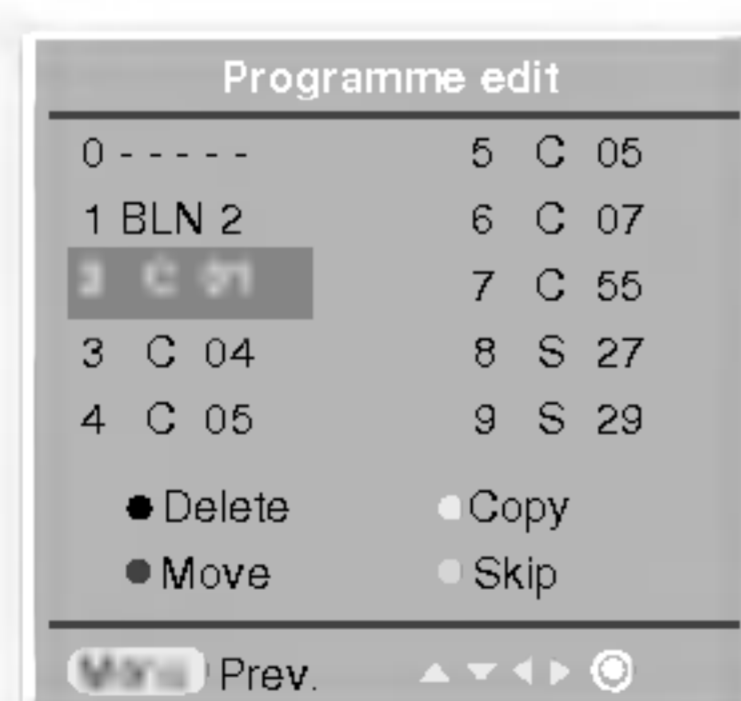 Programme edit
0 - - - - -
1 BLN 2
3 C 04
4 C 05
5 C 05
6 C 07
7 C 55
8 S 27
9 S 29
Delete
Copy
Move
Skip
Prev.